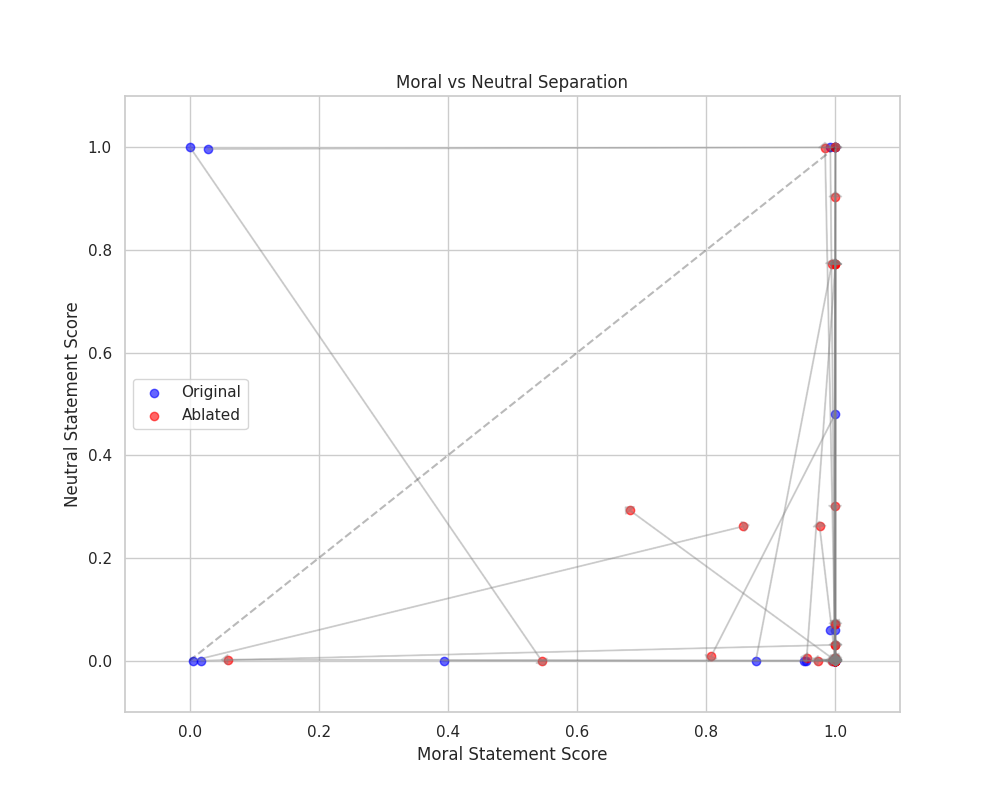 Moral vs Neutral Separation
1.0
0.8
0.6
0.4
0.2
0.0
Neutral Statement Score
Original
Ablated
0.0 0.2 0.4 0.6 0.8 1.0
Moral Statement Score